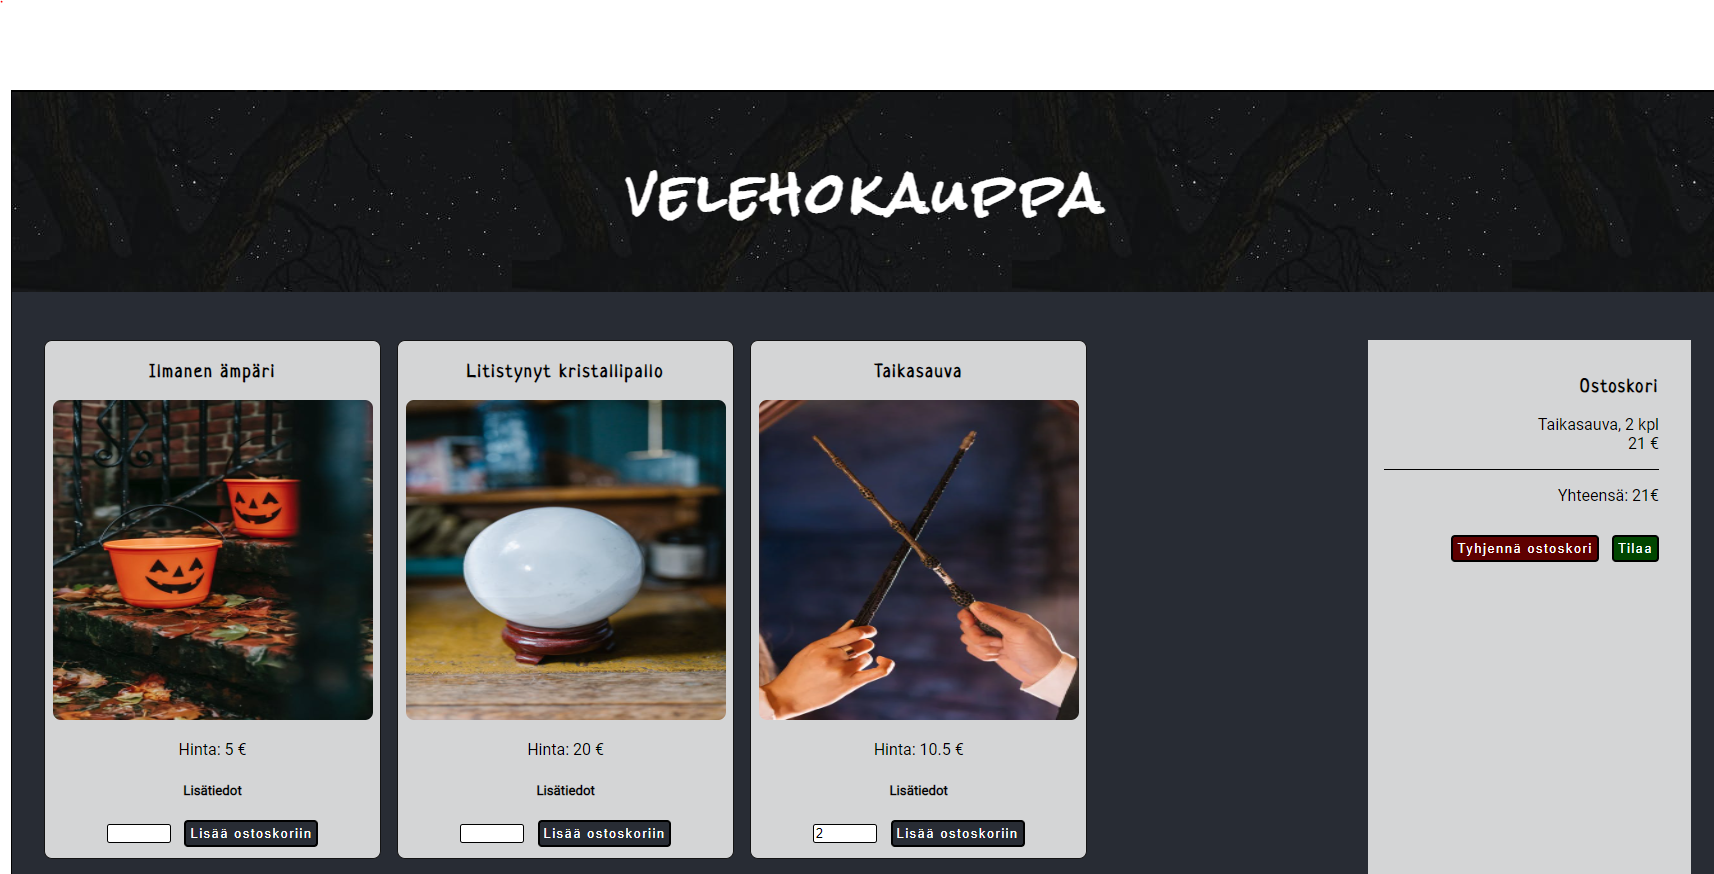 VELEHOKAUPPA
Ilmanen ämpäri
Hinta: 5 €
Lisätiedot
Lisää ostoskoriin
Litistynyt kristallipallo
Hinta: 20 €
Lisätiedot
Lisää ostoskoriin
Taikasauva
Hinta: 10.5 €
Lisätiedot
2 Lisää ostoskoriin
Ostoskori
Taikasauva, 2 kpl
21 €
Yhteensä: 21€
Tyhjennä ostoskori Tilaa